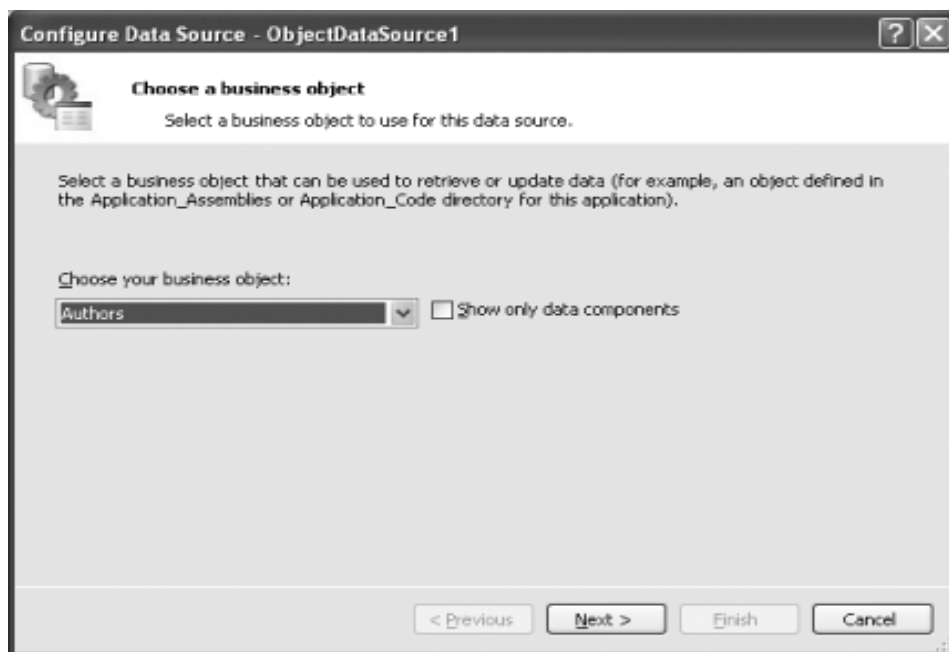 Configure Data Source - ObjectDataSource1
Choose a business object
Select a business object to use for this data source.
Select a business object that can be used to retrieve or update data (for example, an object defined in
the Application_Assemblies or Application_Code directory for this application).
Choose your business object:
Authors
Show only data components
< Previous
Next >
Finish
Cancel